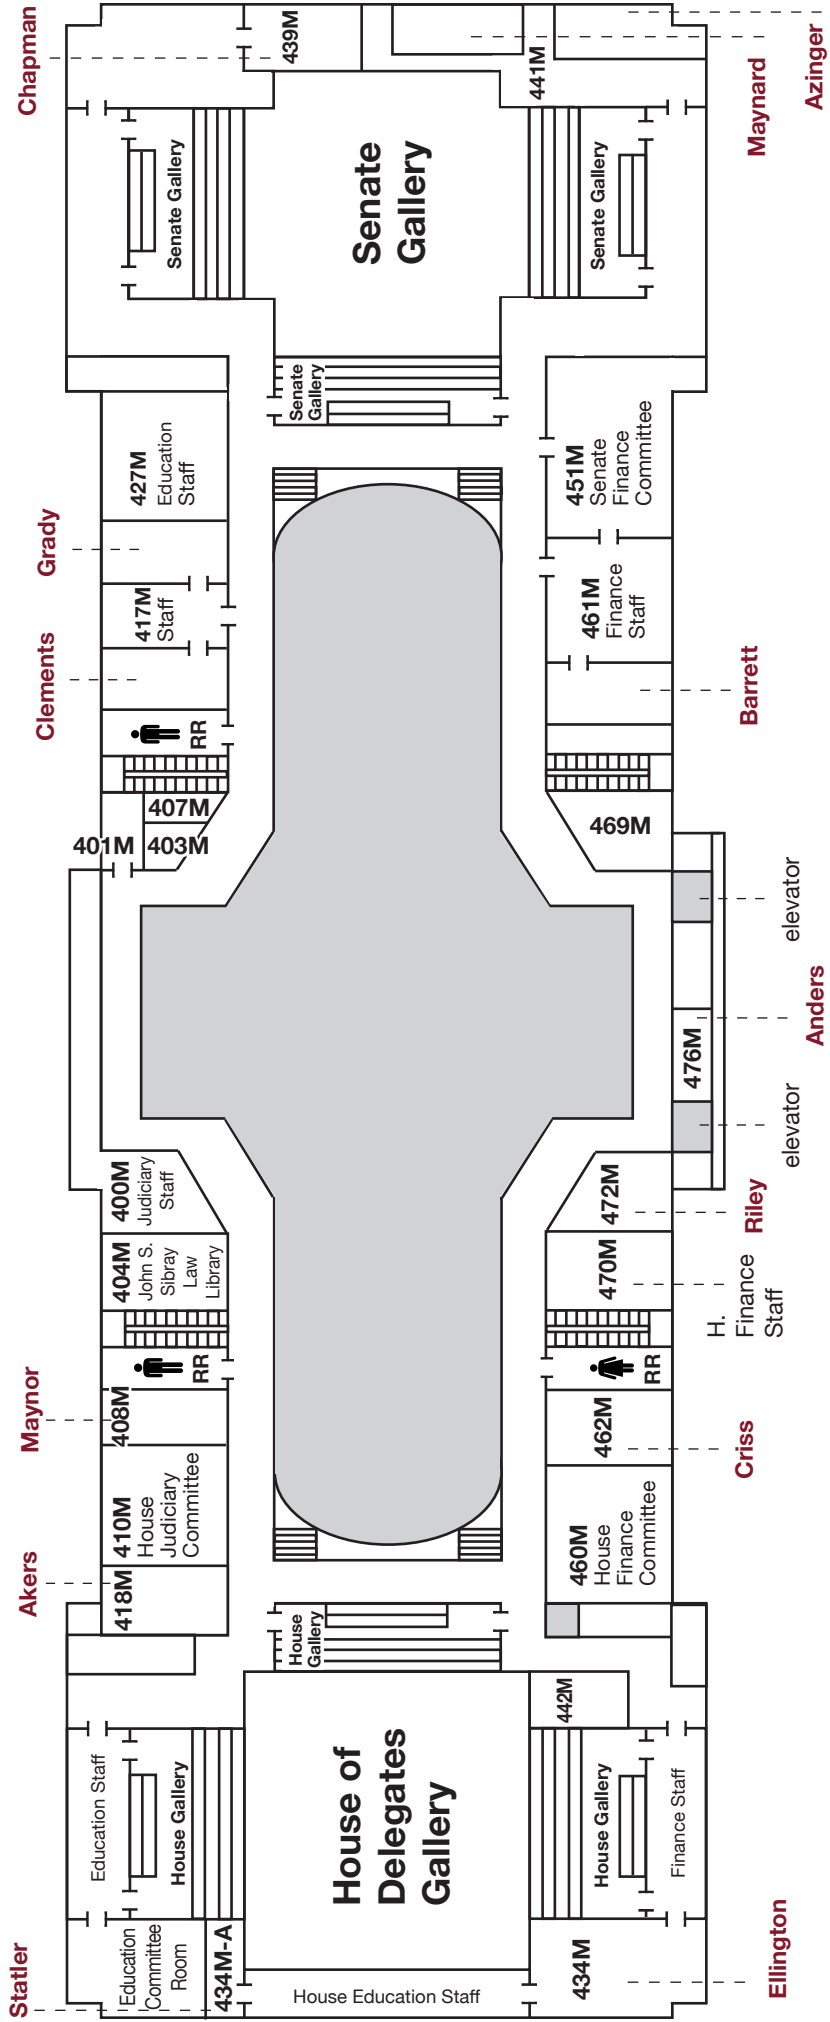 Chapman
439M
441M
Maynard
Azinger
Senate Gallery
Senate
Gallery
Senate Gallery
Senate
Gallery
427M
Education
Staff
Grady
417M
Staff
Clements
RR
407M
401M
403M
451M
Senate
Finance
Committee
461M
Finance
Staff
Barrett
469M
elevator
Anders
476M
elevator
400M
Judiciary
Staff
404M
John S.
Sibray
Law
Library
RR
Maynor
408M
410M
House
Judiciary
Committee
Akers
418M
472M
Riley
470M
H.
Finance
Staff
RR
462M
Criss
460M
House
Finance
Committee
House
Gallery
442M
Education Staff
House Gallery
House of
Delegates
Gallery
House Gallery
Finance Staff
Statler
Education
Committee
Room
434M-A
House Education Staff
434M
Ellington